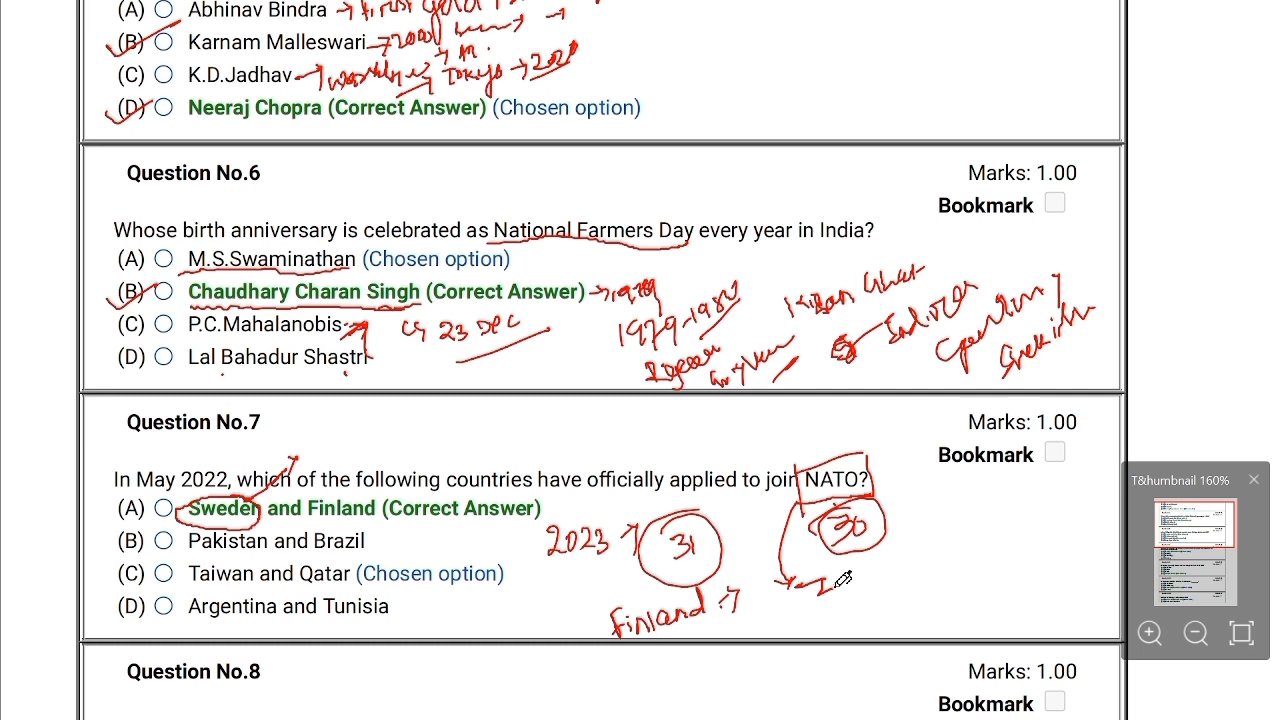 (A) Abhinav Bindra
(B) Karnam Malleswari 2000
(C) K.D.Jadhav Tokyo 2020
(D) Neeraj Chopra (Correct Answer) (Chosen option)
Question No.6 Marks: 1.00
Bookmark
Whose birth anniversary is celebrated as National Farmers Day every year in India?
(A) M.S.Swaminathan (Chosen option)
(B) Chaudhary Charan Singh (Correct Answer)
(C) P.C.Mahalanobis 23 Dec 1979-1980
(D) Lal Bahadur Shastri
Question No.7 Marks: 1.00
Bookmark
In May 2022, which of the following countries have officially applied to join NATO?
(A) Sweden and Finland (Correct Answer) 30
(B) Pakistan and Brazil 2023 31
(C) Taiwan and Qatar (Chosen option)
(D) Argentina and Tunisia Finland
Question No.8 Marks: 1.00
Bookmark
T&humbnail 160%